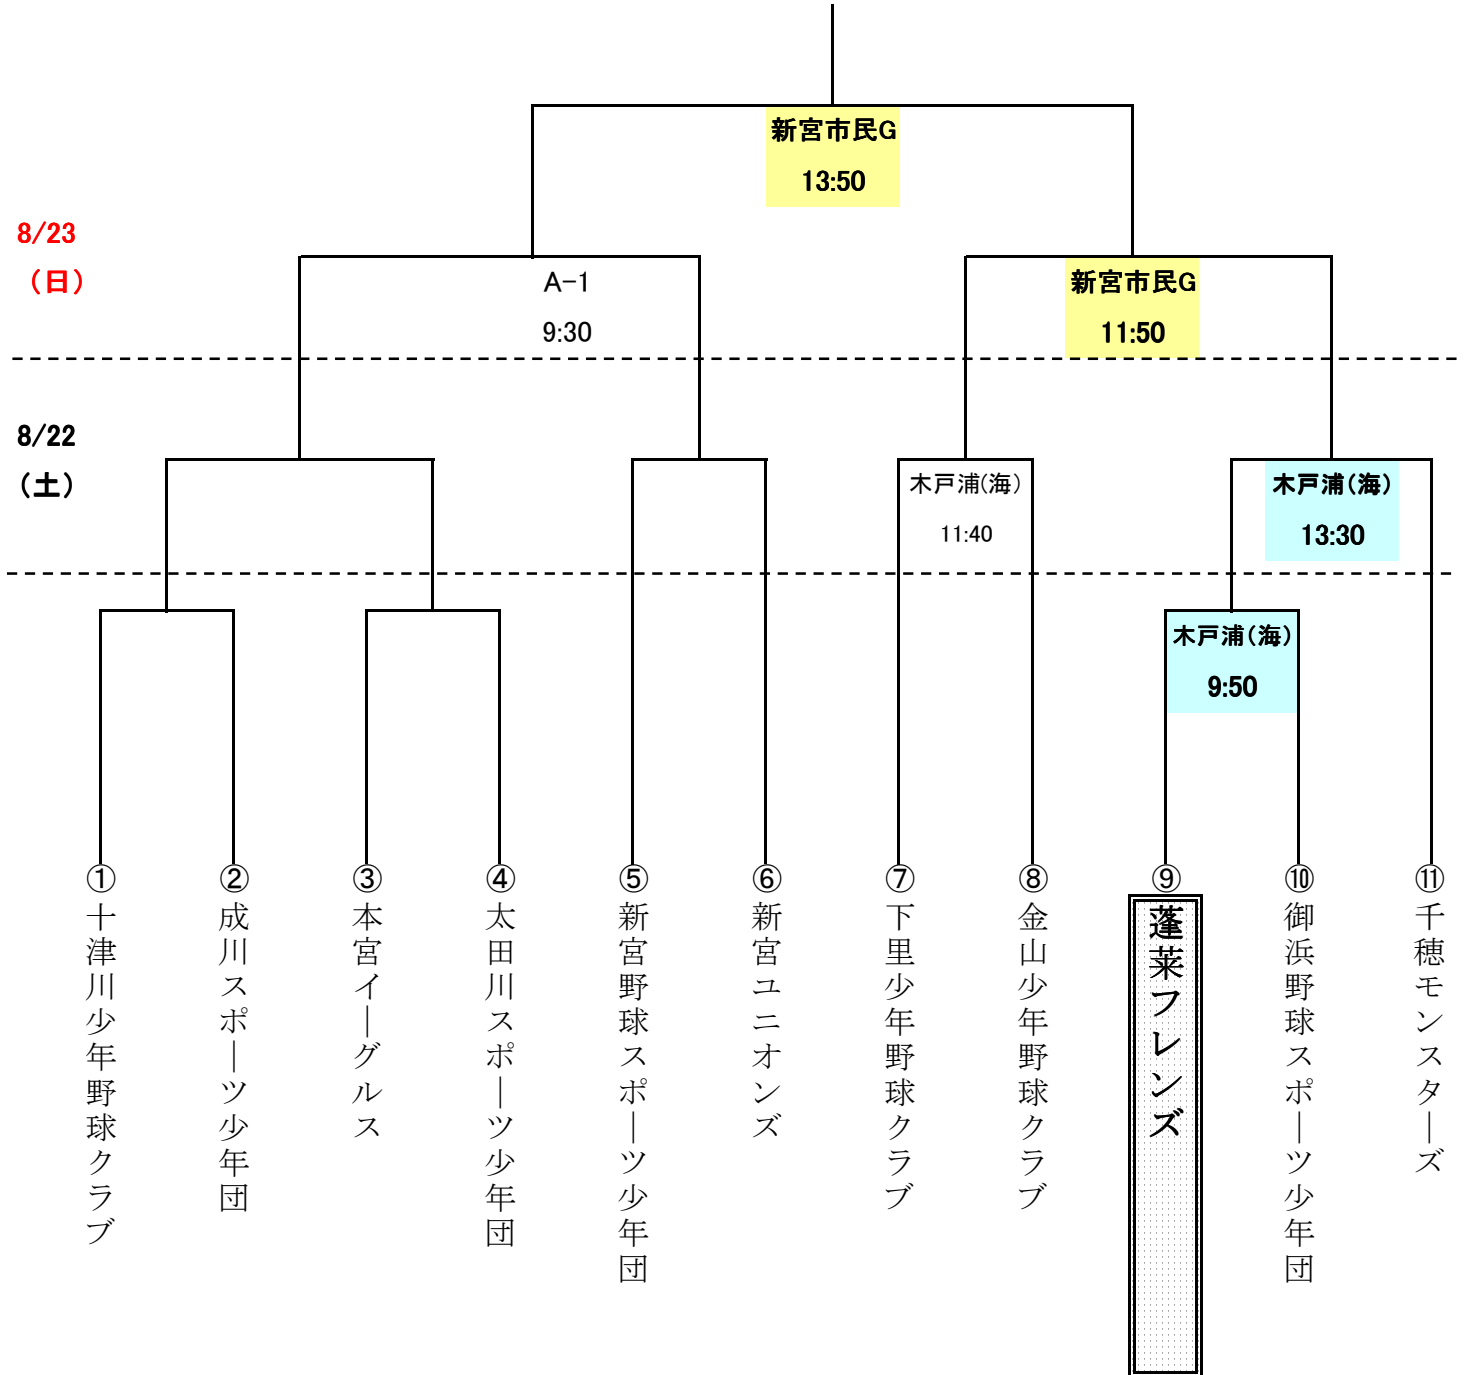 新宮市民G
13:50
8/23
（日）
A-1
9:30
新宮市民G
11:50
8/22
（土）
木戸浦(海)
11:40
木戸浦(海)
13:30
木戸浦(海)
9:50
①十津川少年野球クラブ
②成川スポーツ少年団
③本宮イーグルス
④太田川スポーツ少年団
⑤新宮野球スポーツ少年団
⑥新宮ユニオンズ
⑦下里少年野球クラブ
⑧金山少年野球クラブ
⑨蓬莱フレンズ
⑩御浜野球スポーツ少年団
⑪千穂モンスターズ